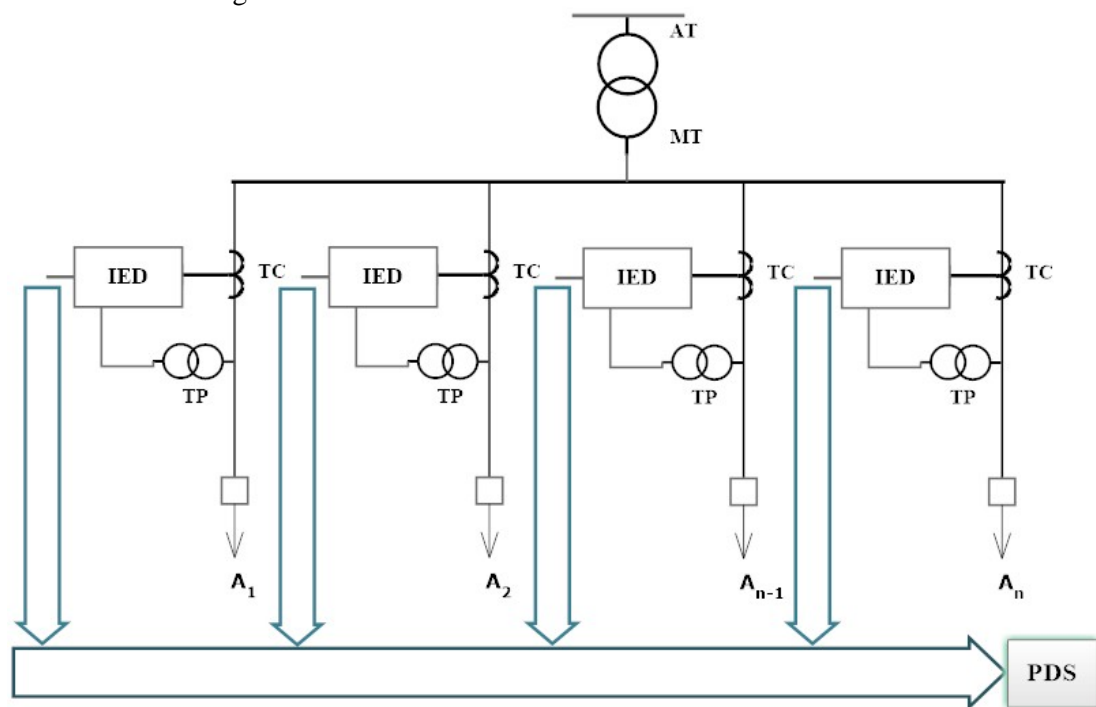 AT
MT
IED TC IED TC IED TC IED TC
TP TP TP TP
A1 A2 An-1 An
PDS